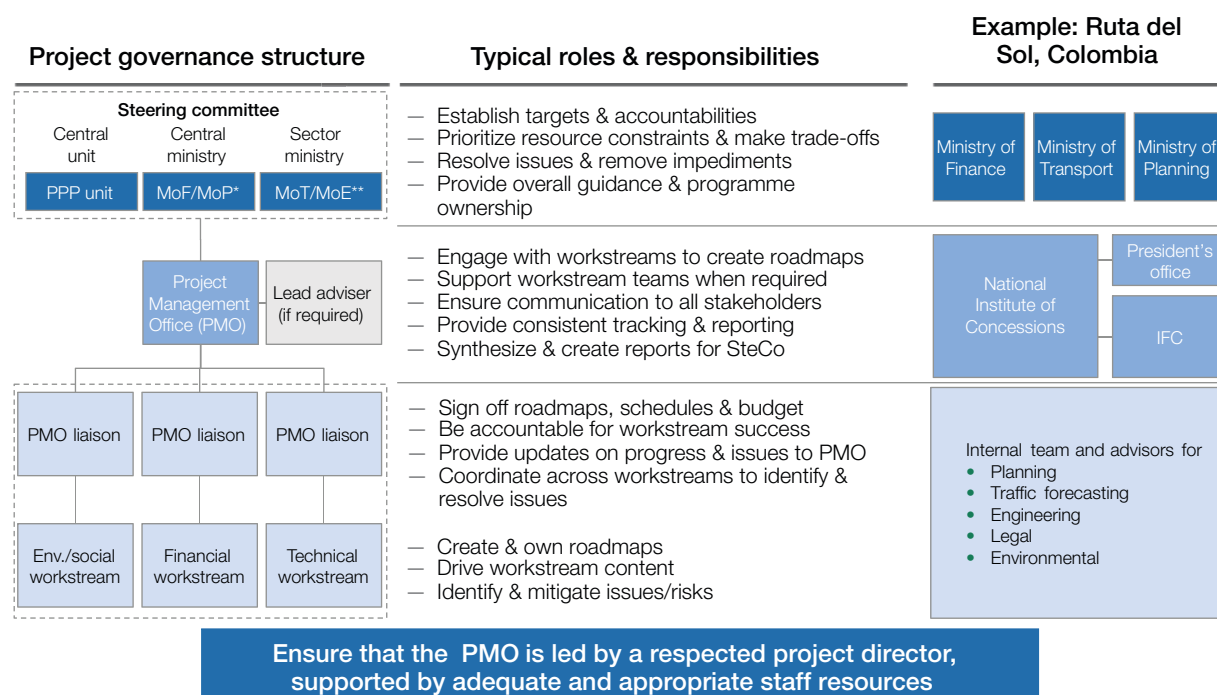 Project governance structure
Typical roles & responsibilities
Example: Ruta del
Sol, Colombia
Steering committee
Central
unit
Central
ministry
Sector
ministry
PPP unit
MoF/MoP*
MoT/MoE**
— Establish targets & accountabilities
— Prioritize resource constraints & make trade-offs
— Resolve issues & remove impediments
— Provide overall guidance & programme
ownership
Ministry of
Finance
Ministry of
Transport
Ministry of
Planning
Project
Management
Office (PMO)
Lead adviser
(if required)
— Engage with workstreams to create roadmaps
— Support workstream teams when required
— Ensure communication to all stakeholders
— Provide consistent tracking & reporting
— Synthesize & create reports for SteCo
National
Institute of
Concessions
President's
office
IFC
PMO liaison
PMO liaison
PMO liaison
— Sign off roadmaps, schedules & budget
— Be accountable for workstream success
— Provide updates on progress & issues to PMO
— Coordinate across workstreams to identify &
resolve issues
Env./social
workstream
Financial
workstream
Technical
workstream
— Create & own roadmaps
— Drive workstream content
— Identify & mitigate issues/risks
Internal team and advisors for
• Planning
• Traffic forecasting
• Engineering
• Legal
• Environmental
Ensure that the PMO is led by a respected project director,
supported by adequate and appropriate staff resources